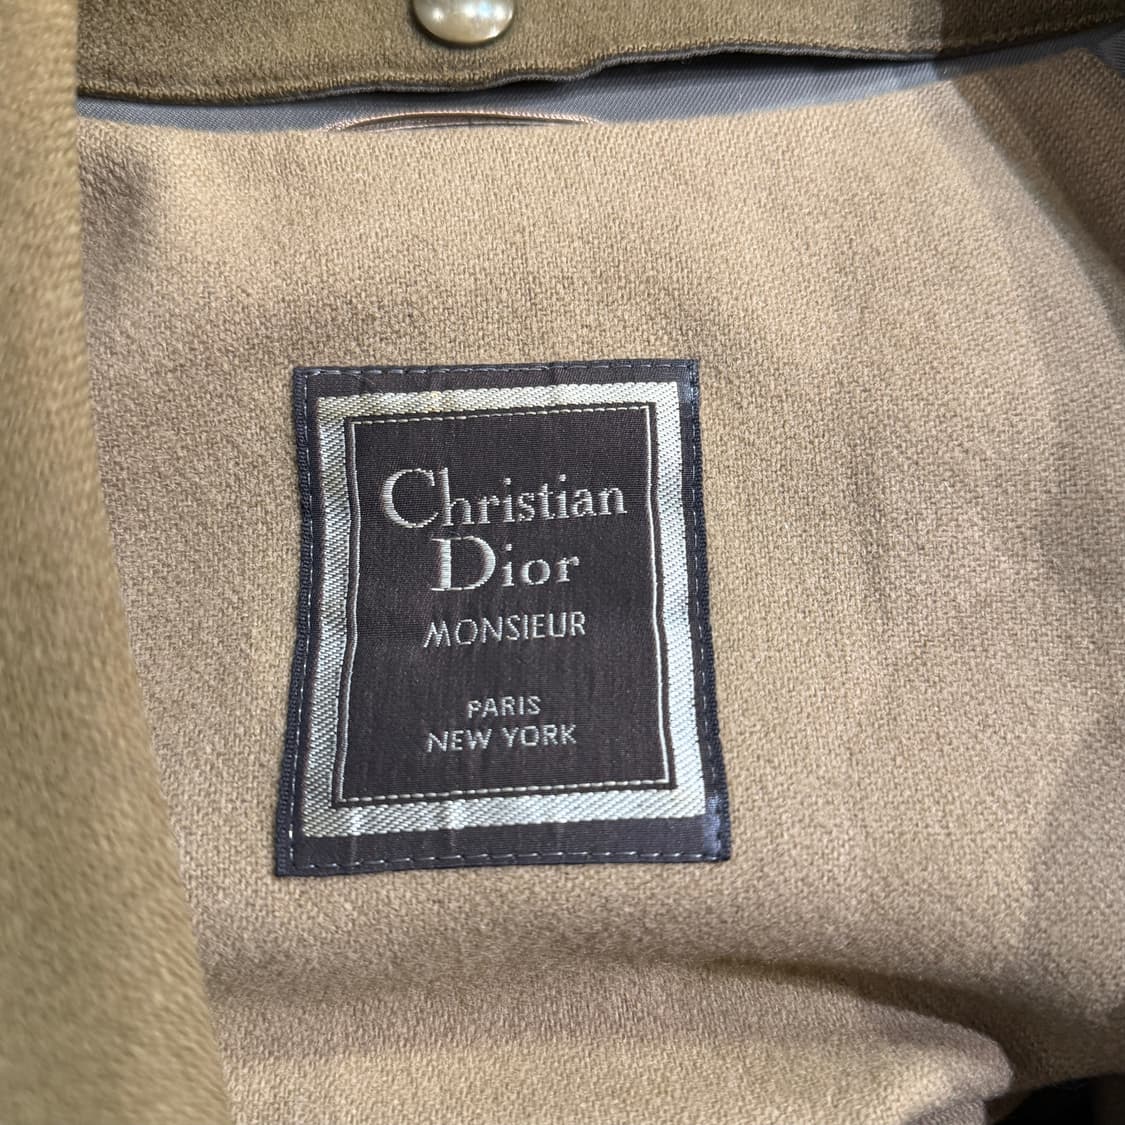 Christian
Dior
MONSIEUR
PARIS
NEW YORK